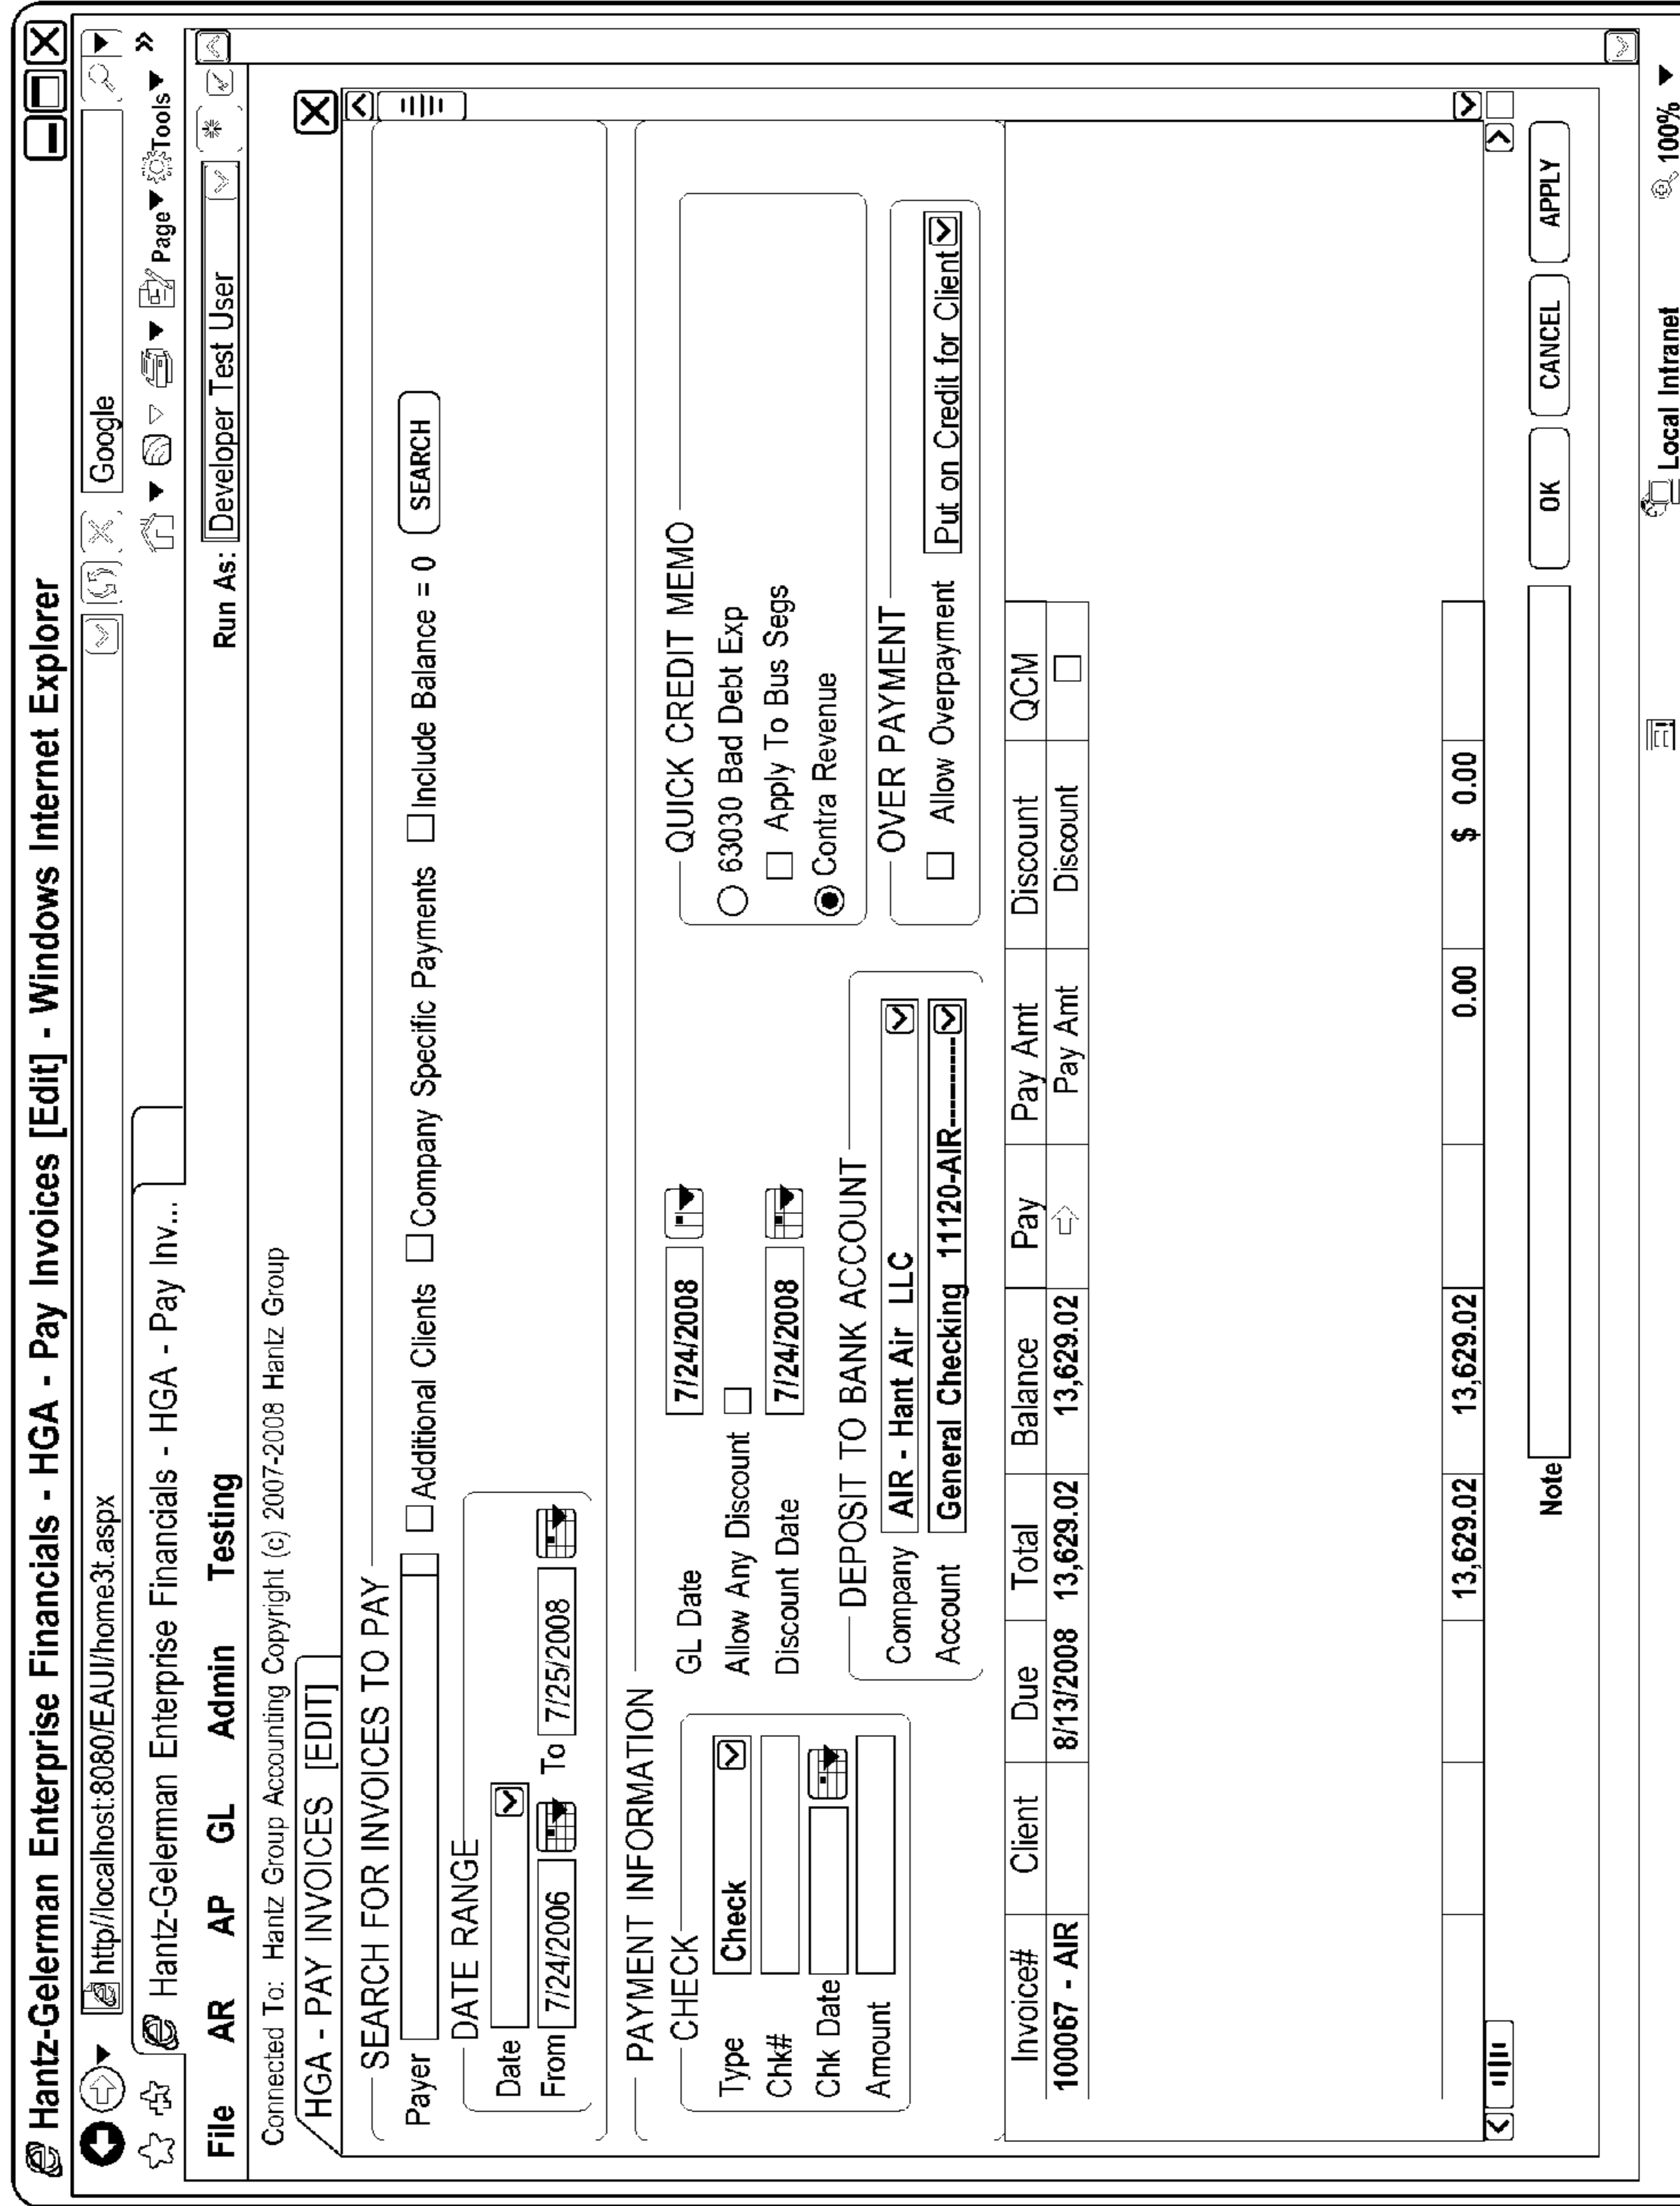 Hantz-Gelerman Enterprise Financials - HGA - Pay Invoices [Edit] - Windows Internet Explorer
http//localhost:8080/EAUI/home3t.aspx Google
Hantz-Gelerman Enterprise Financials - HGA - Pay Inv... Page Tools »
File AR AP GL Admin Testing Run As: Developer Test User
Connected To: Hantz Group Accounting Copyright (c) 2007-2008 Hantz Group
HGA - PAY INVOICES [EDIT]
SEARCH FOR INVOICES TO PAY
Payer Additional Clients Company Specific Payments Include Balance = 0 SEARCH
DATE RANGE
Date
From 7/24/2006 To 7/25/2008
PAYMENT INFORMATION
CHECK
Type Check
Chk#
Chk Date
Amount
GL Date 7/24/2008
Allow Any Discount
Discount Date 7/24/2008
DEPOSIT TO BANK ACCOUNT
Company AIR - Hant Air LLC
Account General Checking 11120-AIR----------
QUICK CREDIT MEMO
63030 Bad Debt Exp
Apply To Bus Segs
Contra Revenue
OVER PAYMENT
Allow Overpayment Put on Credit for Client
Invoice# Client Due Total Balance Pay Pay Amt Discount QCM
100067 - AIR 8/13/2008 13,629.02 13,629.02 Pay Amt Discount
13,629.02 13,629.02 0.00 $ 0.00
Note OK CANCEL APPLY
Local Intranet 100%